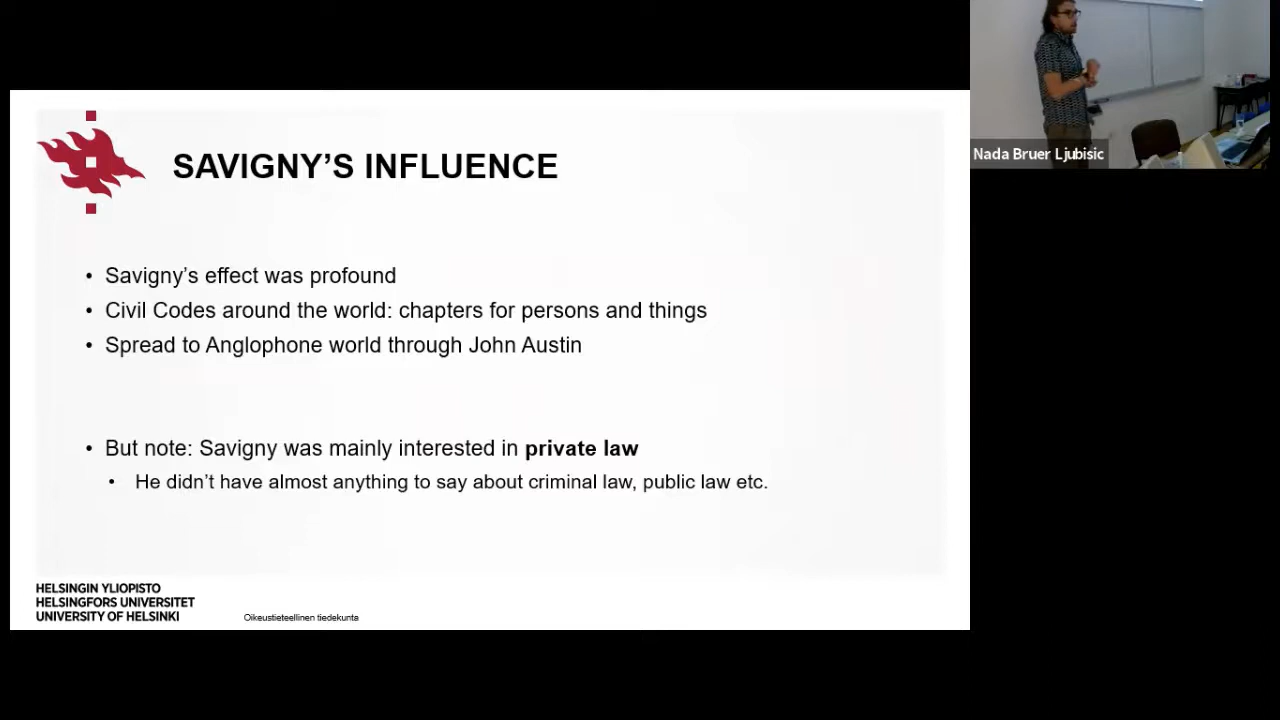 SAVIGNY'S INFLUENCE
• Savigny's effect was profound
• Civil Codes around the world: chapters for persons and things
• Spread to Anglophone world through John Austin
• But note: Savigny was mainly interested in private law
• He didn't have almost anything to say about criminal law, public law etc.
HELSINGIN YLIOPISTO
HELSINGFORS UNIVERSITET
UNIVERSITY OF HELSINKI
Oikeustieteellinen tiedekunta
Nada Bruer Ljubisic